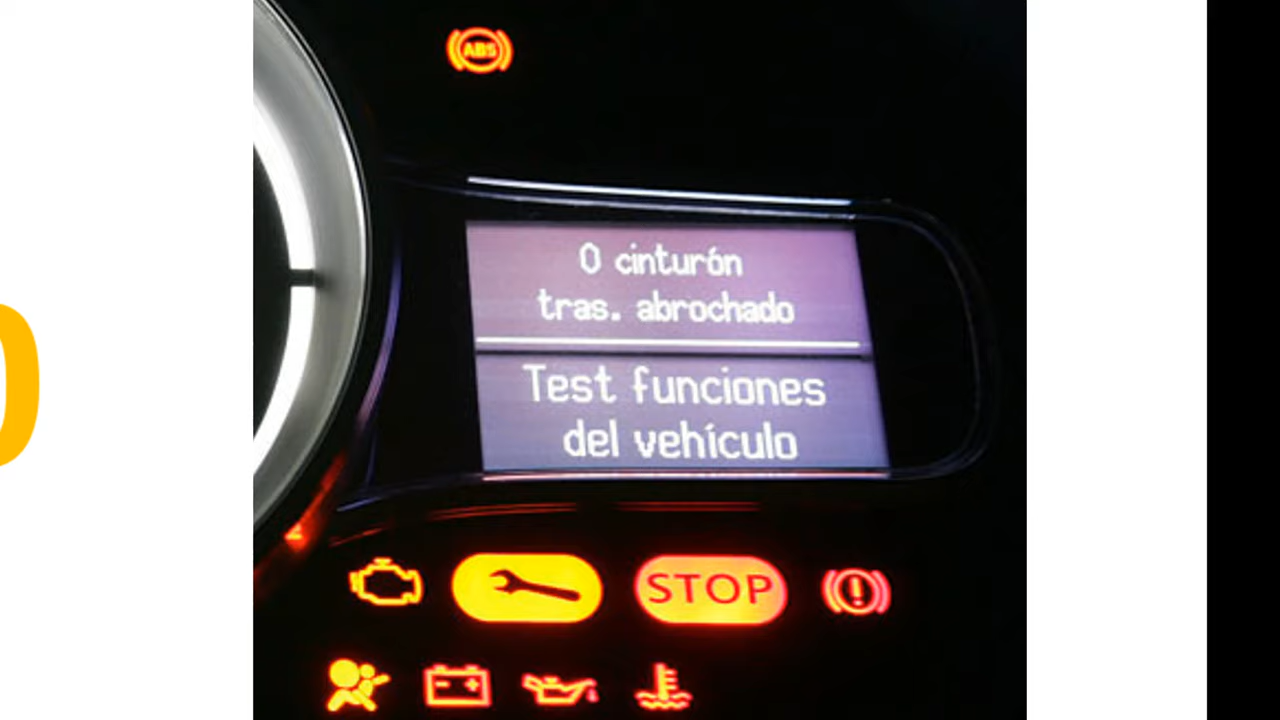 ABS
0 cinturón
tras. abrochado
Test funciones
del vehículo
STOP